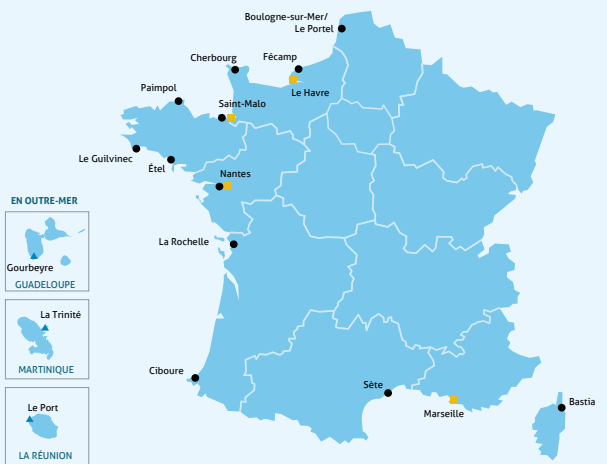 Boulogne-sur-Mer/
Le Portel
Cherbourg
Fécamp
Le Havre
Paimpol
Saint-Malo
Le Guilvinec
Étel
Nantes
EN OUTRE-MER
La Rochelle
Gourbeyre
GUADELOUPE
La Trinité
MARTINIQUE
Ciboure
Sète
Marseille
Bastia
Le Port
LA RÉUNION